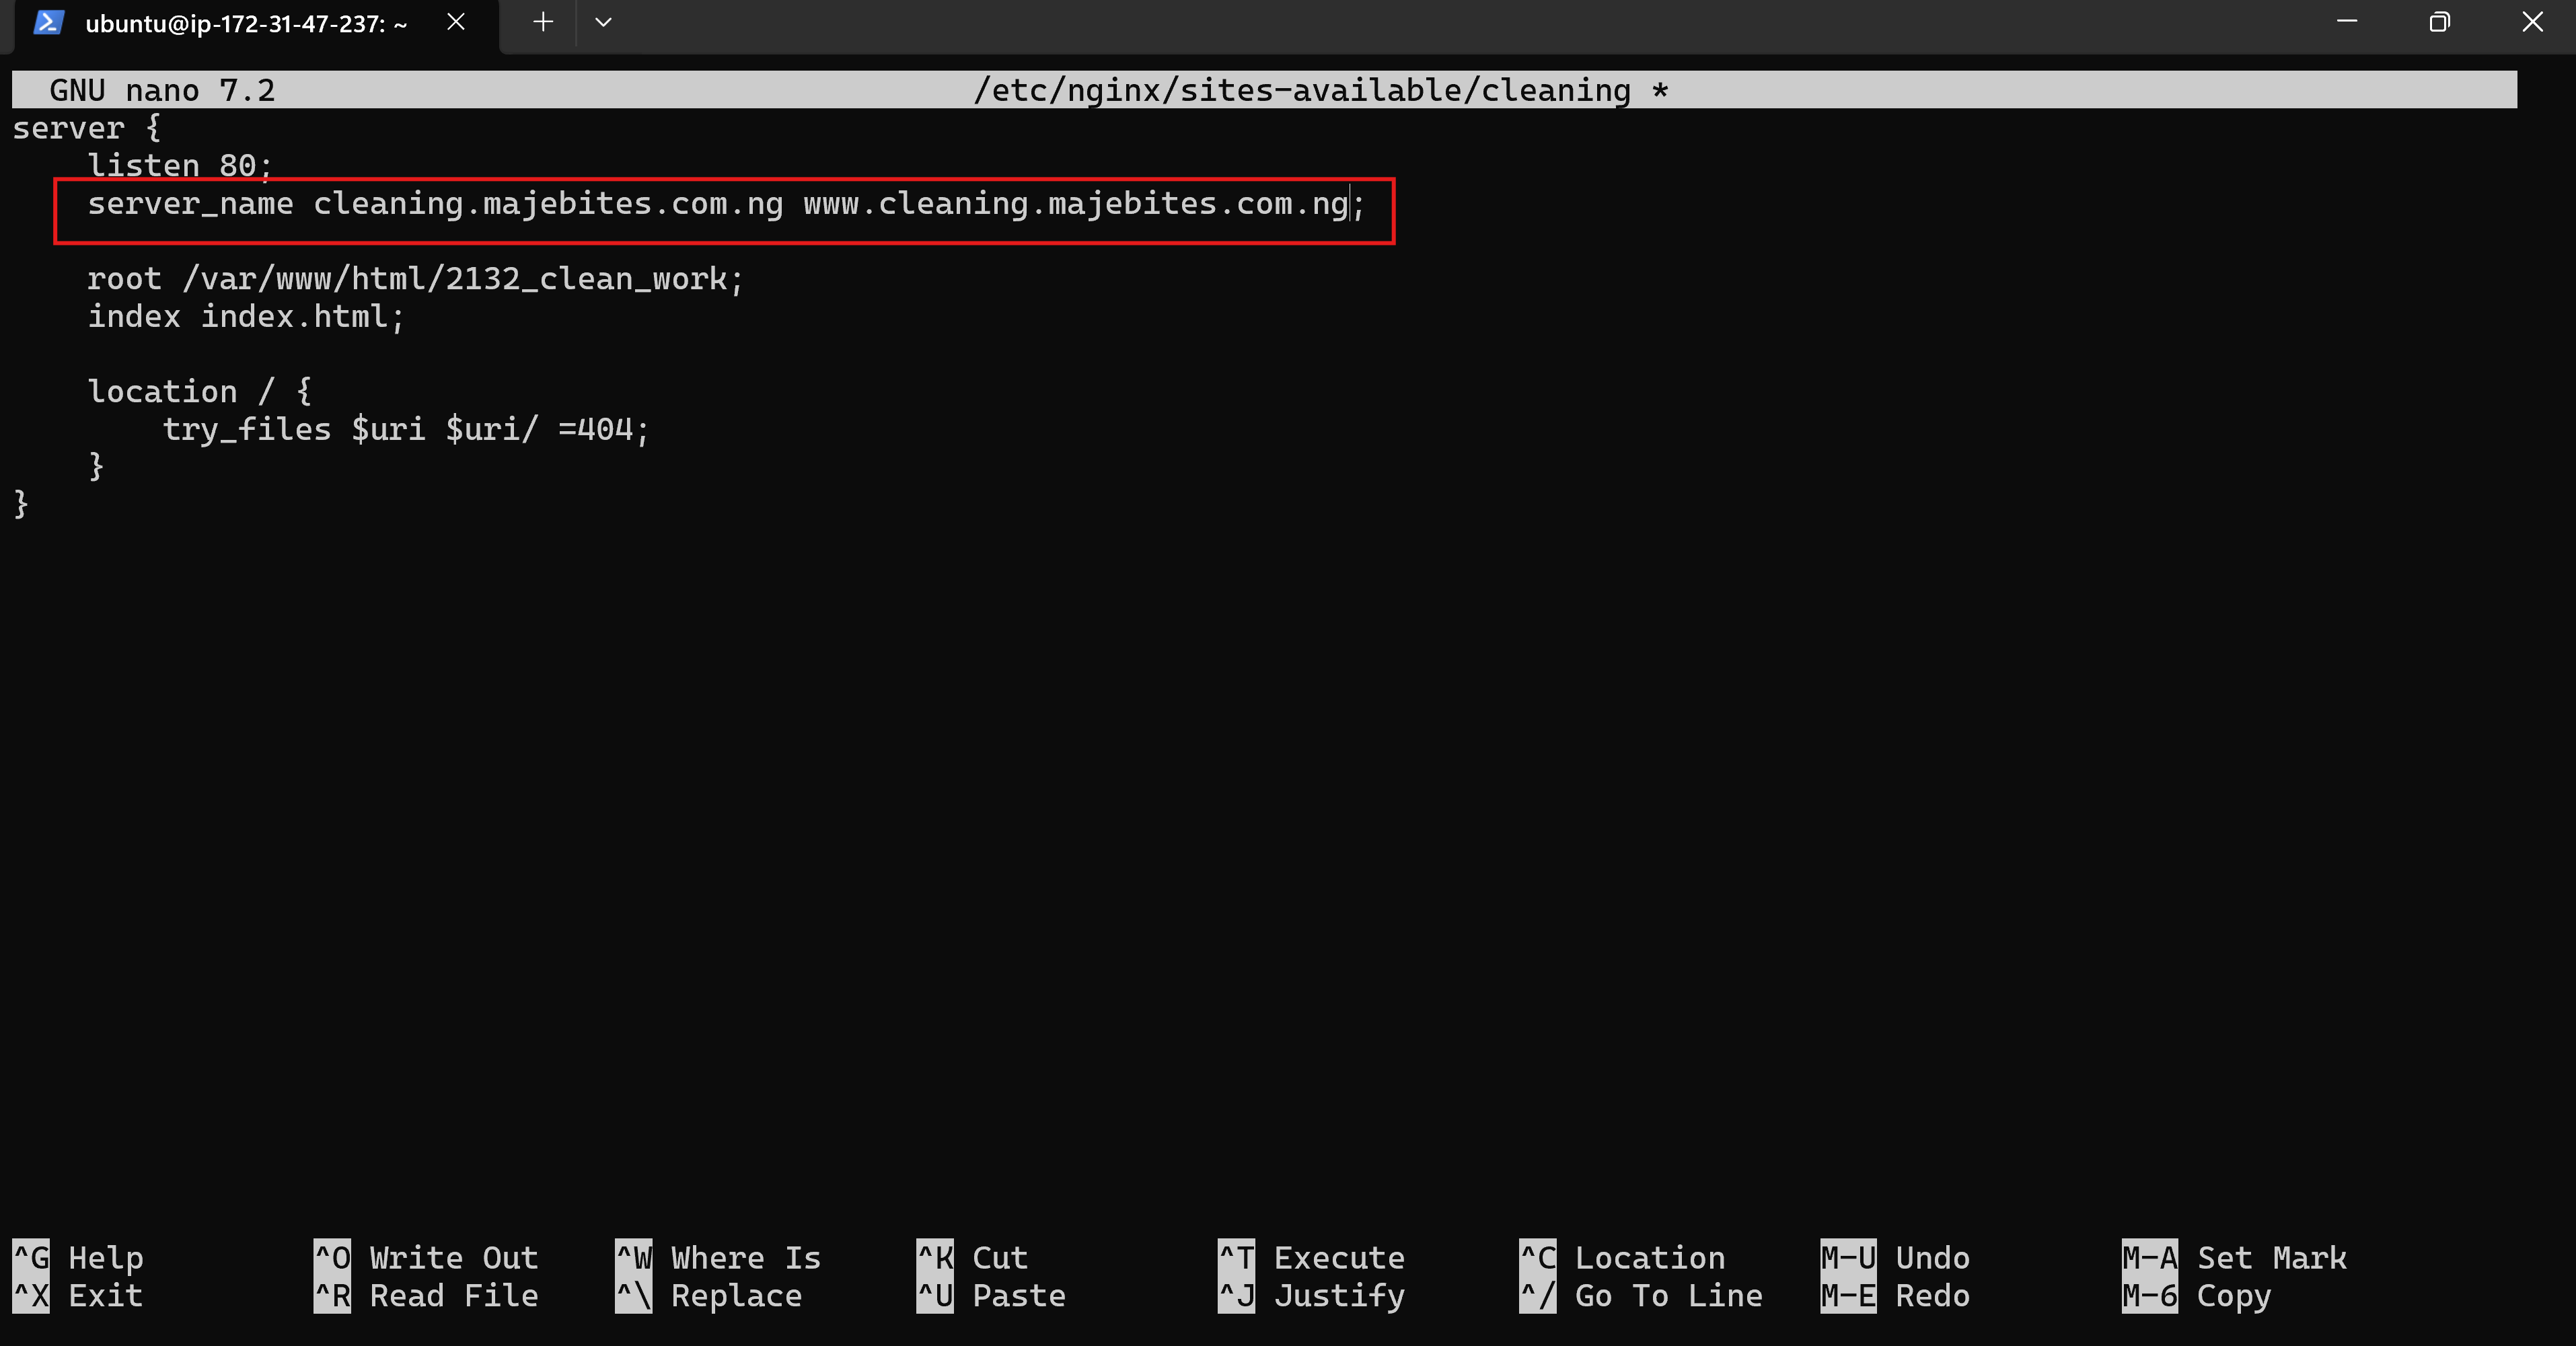 ubuntu@ip-172-31-47-237: ~
GNU nano 7.2 /etc/nginx/sites-available/cleaning *
server {
    listen 80;
    server_name cleaning.majebites.com.ng www.cleaning.majebites.com.ng;
    root /var/www/html/2132_clean_work;
    index index.html;
    location / {
        try_files $uri $uri/ =404;
    }
}
^G Help ^O Write Out ^W Where Is ^K Cut ^T Execute ^C Location M-U Undo M-A Set Mark
^X Exit ^R Read File ^\ Replace ^U Paste ^J Justify ^/ Go To Line M-E Redo M-6 Copy